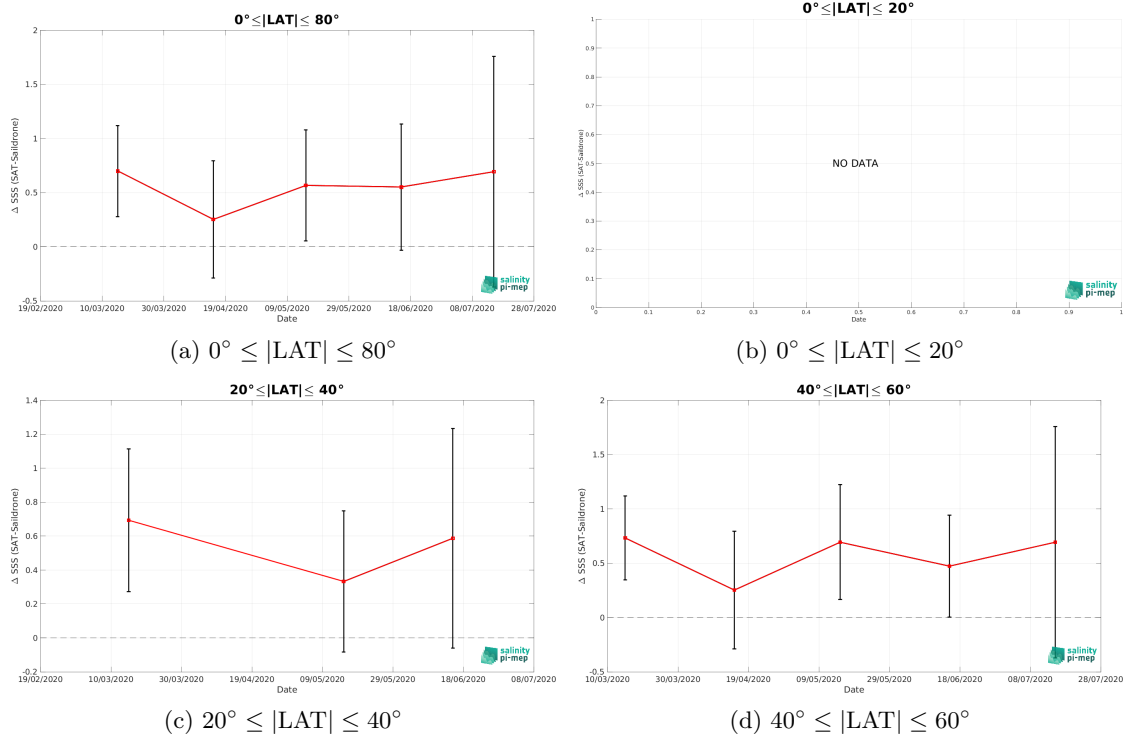 0°≤|LAT|≤ 80°
2
1.5
1
0.5
0
-0.5
Δ SSS (SAT-Saildrone)
19/02/2020 10/03/2020 30/03/2020 19/04/2020 09/05/2020 29/05/2020 18/06/2020 08/07/2020 28/07/2020
Date
salinity
pi-mep
(a) 0° ≤ |LAT| ≤ 80°
0°≤|LAT|≤ 20°
1
0.9
0.8
0.7
0.6
0.5
0.4
0.3
0.2
0.1
0
Δ SSS (SAT-Saildrone)
NO DATA
0 0.1 0.2 0.3 0.4 0.5 0.6 0.7 0.8 0.9 1
Date
salinity
pi-mep
(b) 0° ≤ |LAT| ≤ 20°
20°≤|LAT|≤ 40°
1.4
1.2
1
0.8
0.6
0.4
0.2
0
-0.2
Δ SSS (SAT-Saildrone)
19/02/2020 10/03/2020 30/03/2020 19/04/2020 09/05/2020 29/05/2020 18/06/2020 08/07/2020
Date
salinity
pi-mep
(c) 20° ≤ |LAT| ≤ 40°
40°≤|LAT|≤ 60°
2
1.5
1
0.5
0
-0.5
Δ SSS (SAT-Saildrone)
10/03/2020 30/03/2020 19/04/2020 09/05/2020 29/05/2020 18/06/2020 08/07/2020 28/07/2020
Date
salinity
pi-mep
(d) 40° ≤ |LAT| ≤ 60°